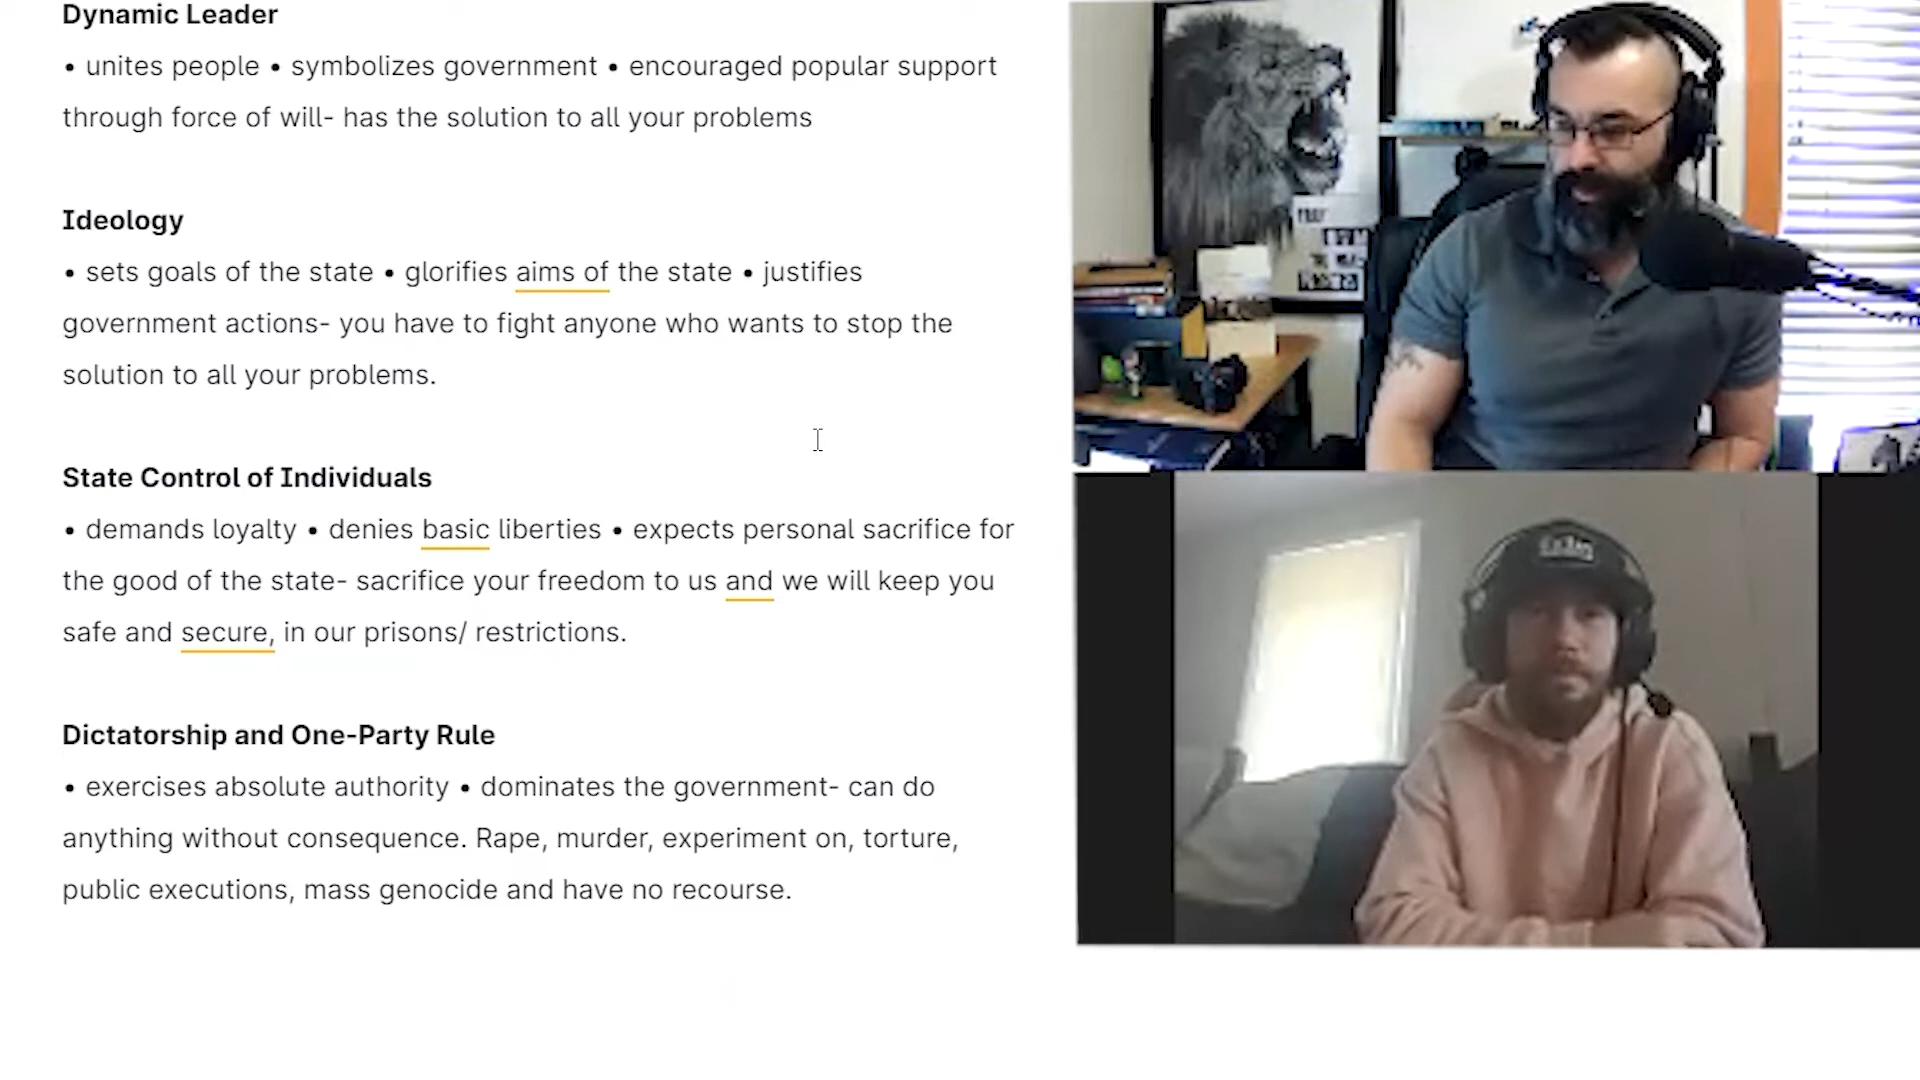 Dynamic Leader
• unites people • symbolizes government • encouraged popular support
through force of will- has the solution to all your problems
Ideology
• sets goals of the state • glorifies aims of the state • justifies
government actions- you have to fight anyone who wants to stop the
solution to all your problems.
State Control of Individuals
• demands loyalty • denies basic liberties • expects personal sacrifice for
the good of the state- sacrifice your freedom to us and we will keep you
safe and secure, in our prisons/ restrictions.
Dictatorship and One-Party Rule
• exercises absolute authority • dominates the government- can do
anything without consequence. Rape, murder, experiment on, torture,
public executions, mass genocide and have no recourse.